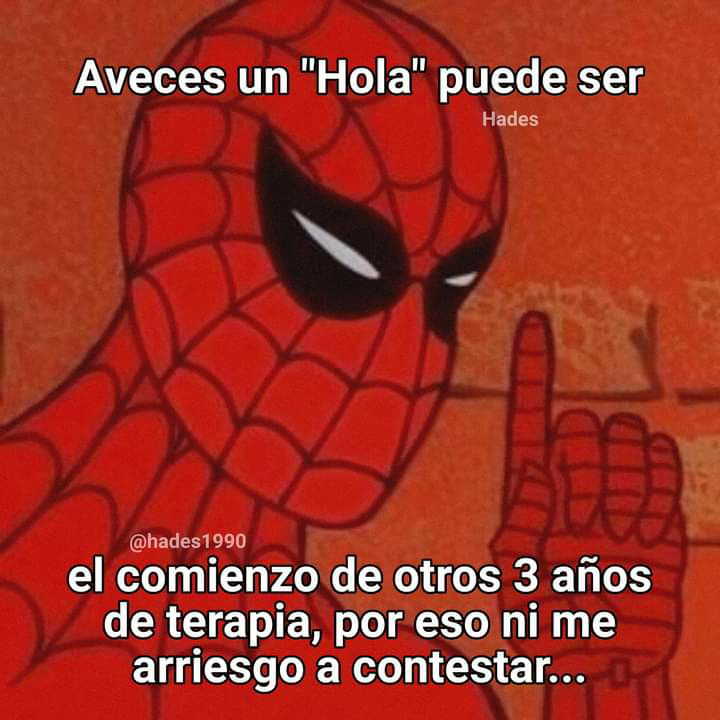 Aveces un "Hola" puede ser
Hades
@hades1990
el comienzo de otros 3 años
de terapia, por eso ni me
arriesgo a contestar...